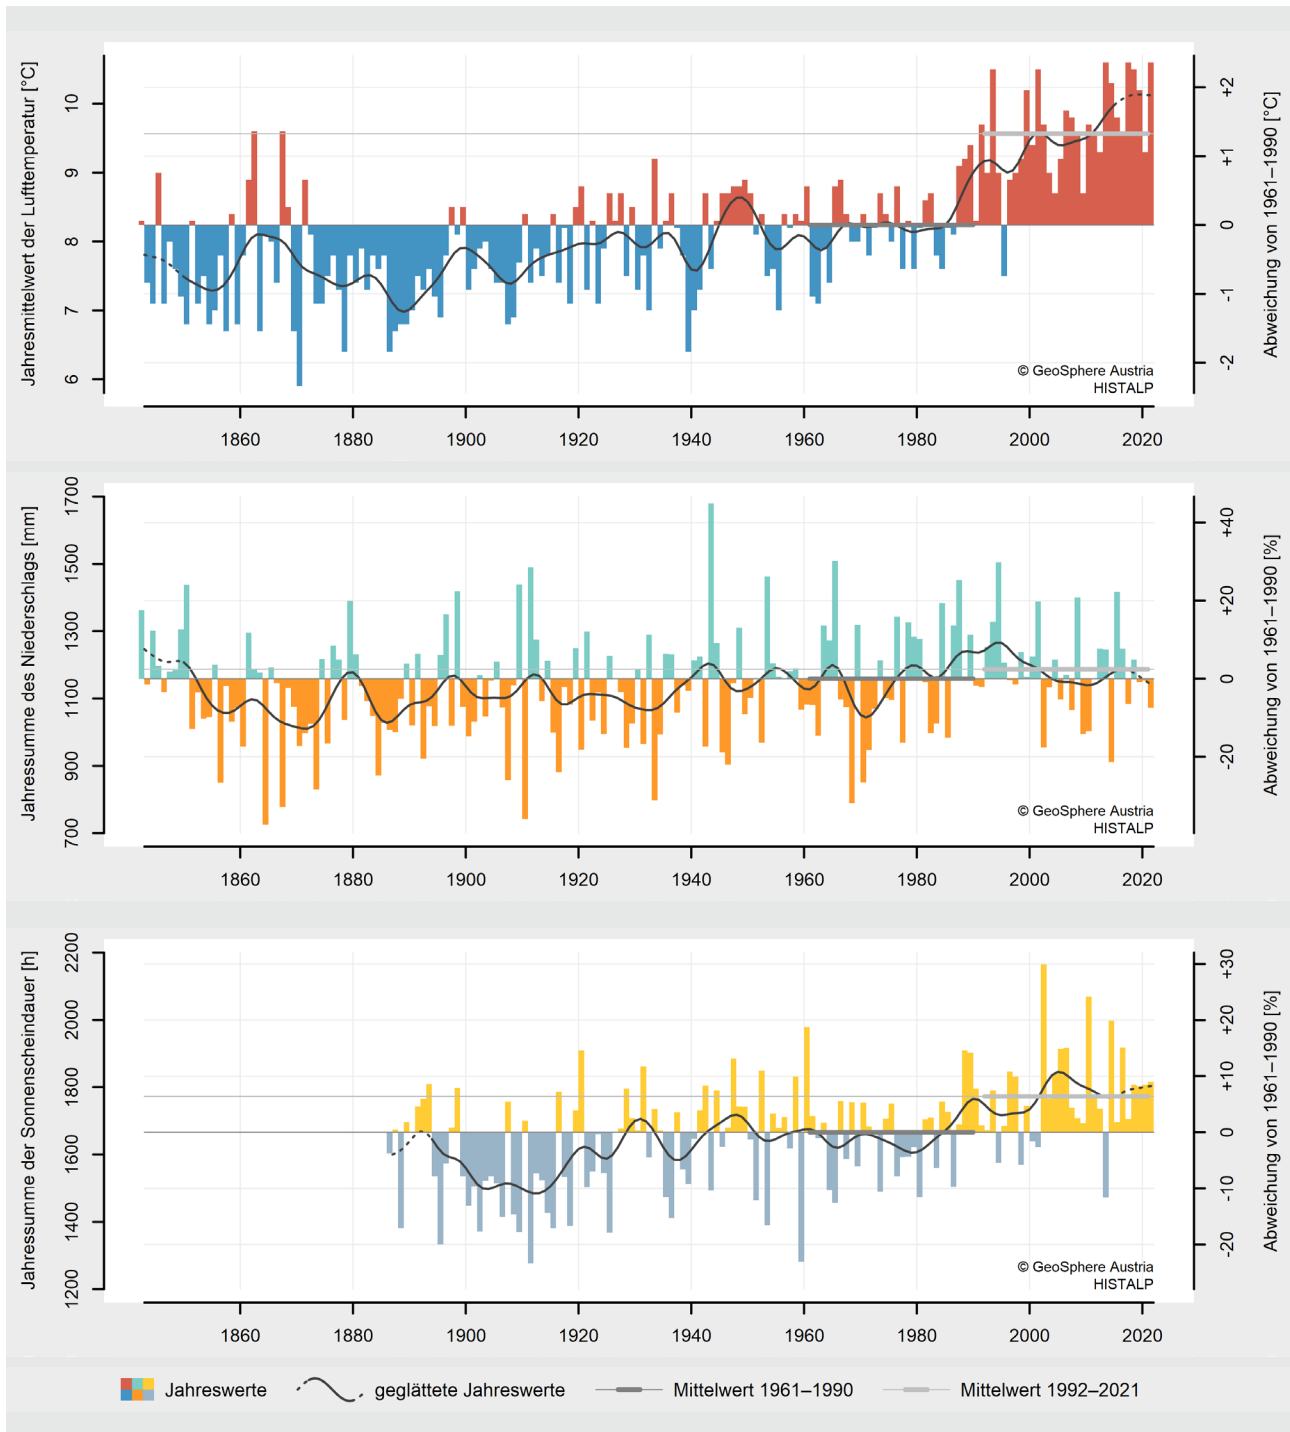 Jahresmittelwert der Lufttemperatur [°C]
10
9
8
7
6
+2
+1
0
-1
-2
Abweichung von 1961–1990 [°C]
© GeoSphere Austria
HISTALP
1860 1880 1900 1920 1940 1960 1980 2000 2020
Jahressumme des Niederschlags [mm]
1700
1500
1300
1100
900
700
+40
+20
0
-20
Abweichung von 1961–1990 [%]
© GeoSphere Austria
HISTALP
1860 1880 1900 1920 1940 1960 1980 2000 2020
Jahressumme der Sonnenscheindauer [h]
2200
2000
1800
1600
1400
1200
+30
+20
+10
0
-10
-20
Abweichung von 1961–1990 [%]
© GeoSphere Austria
HISTALP
1860 1880 1900 1920 1940 1960 1980 2000 2020
Jahreswerte geglättete Jahreswerte Mittelwert 1961–1990 Mittelwert 1992–2021